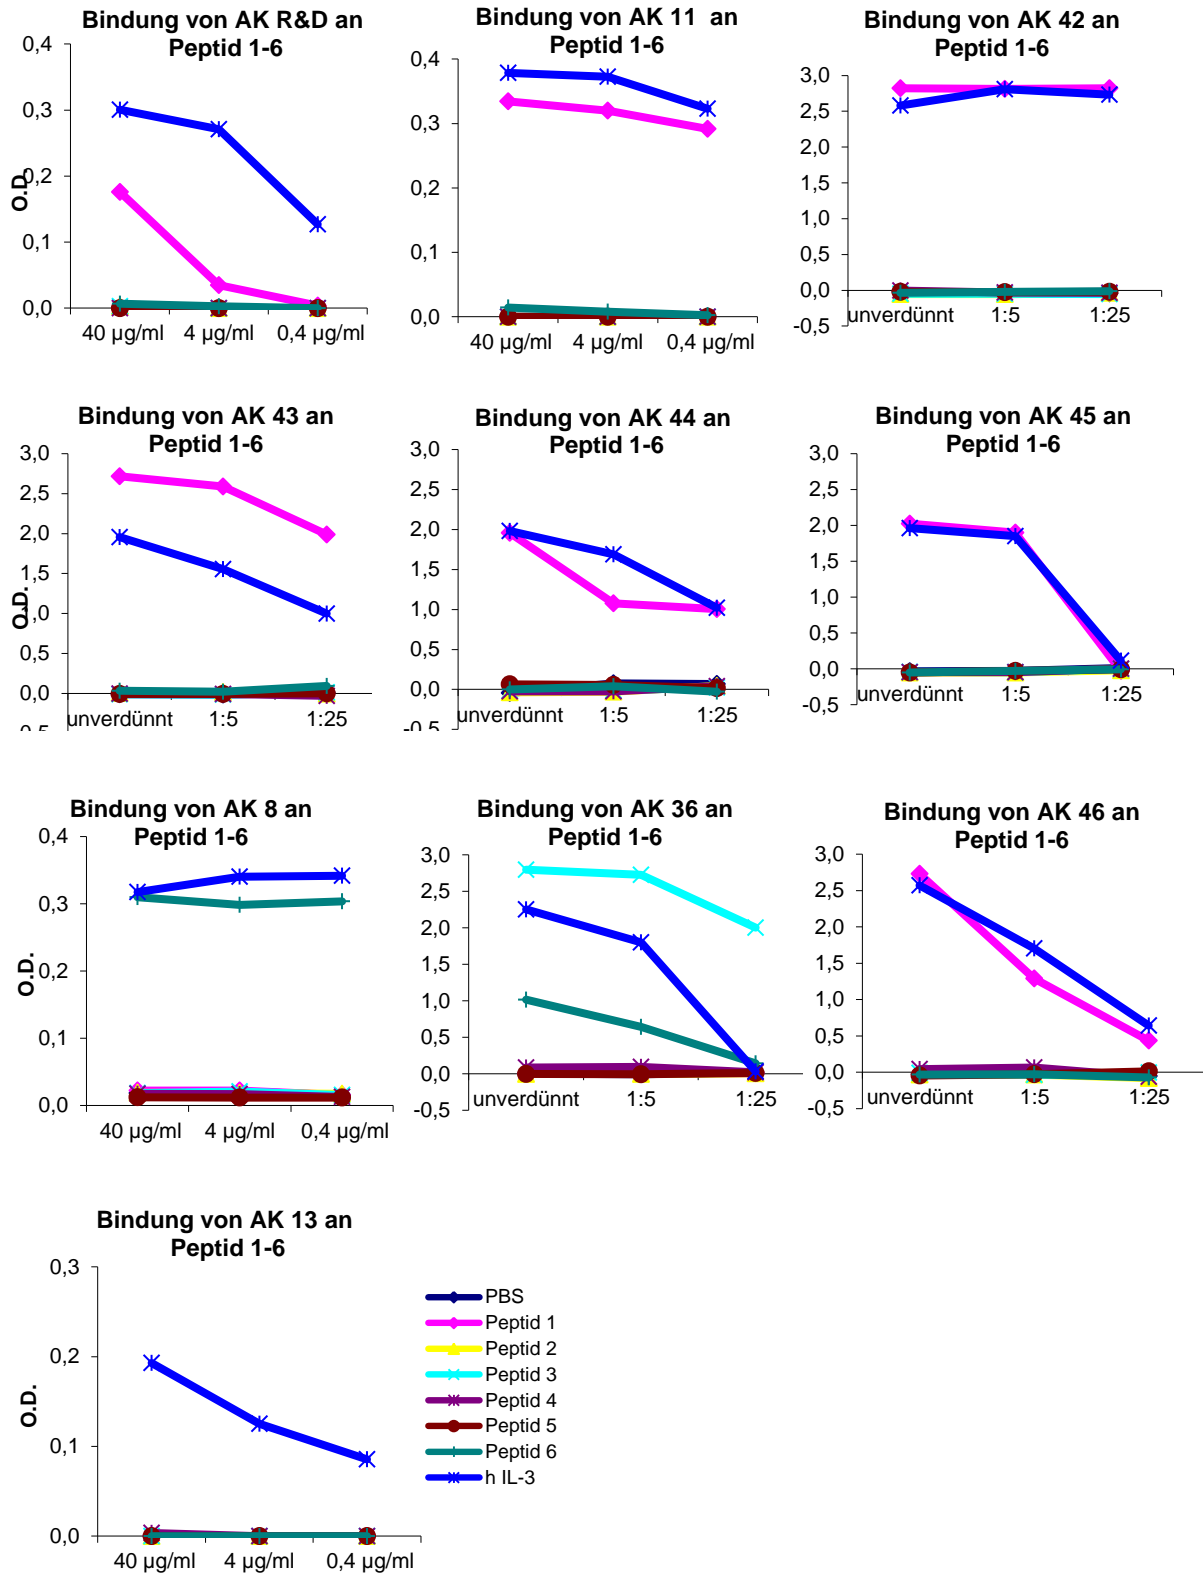 Bindung von AK R&D an
Peptid 1-6
0,4
0,3
0,2
0,1
0,0
O.D.
40 µg/ml 4 µg/ml 0,4 µg/ml
Bindung von AK 11 an
Peptid 1-6
0,4
0,3
0,2
0,1
0,0
40 µg/ml 4 µg/ml 0,4 µg/ml
Bindung von AK 42 an
Peptid 1-6
3,0
2,5
2,0
1,5
1,0
0,5
0,0
-0,5
unverdünnt 1:5 1:25
Bindung von AK 43 an
Peptid 1-6
3,0
2,5
2,0
1,5
1,0
0,5
0,0
-0,5
O.D.
unverdünnt 1:5 1:25
Bindung von AK 44 an
Peptid 1-6
3,0
2,5
2,0
1,5
1,0
0,5
0,0
-0,5
unverdünnt 1:5 1:25
Bindung von AK 45 an
Peptid 1-6
3,0
2,5
2,0
1,5
1,0
0,5
0,0
-0,5
unverdünnt 1:5 1:25
Bindung von AK 8 an
Peptid 1-6
0,4
0,3
0,2
0,1
0,0
O.D.
40 µg/ml 4 µg/ml 0,4 µg/ml
Bindung von AK 36 an
Peptid 1-6
3,0
2,5
2,0
1,5
1,0
0,5
0,0
-0,5
unverdünnt 1:5 1:25
Bindung von AK 46 an
Peptid 1-6
3,0
2,5
2,0
1,5
1,0
0,5
0,0
-0,5
unverdünnt 1:5 1:25
Bindung von AK 13 an
Peptid 1-6
0,3
0,2
0,1
0,0
O.D.
40 µg/ml 4 µg/ml 0,4 µg/ml
PBS
Peptid 1
Peptid 2
Peptid 3
Peptid 4
Peptid 5
Peptid 6
h IL-3